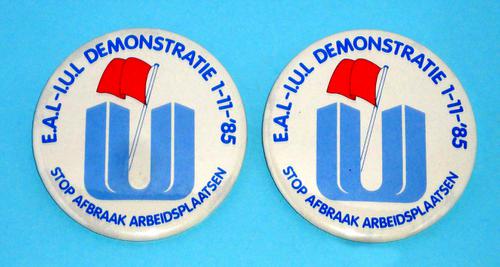 E.A.L-I.U.L DEMONSTRATIE 1-11-'85
U
STOP AFBRAAK ARBEIDSPLAATSEN
E.A.L-I.U.L DEMONSTRATIE 1-11-'85
U
STOP AFBRAAK ARBEIDSPLAATSEN